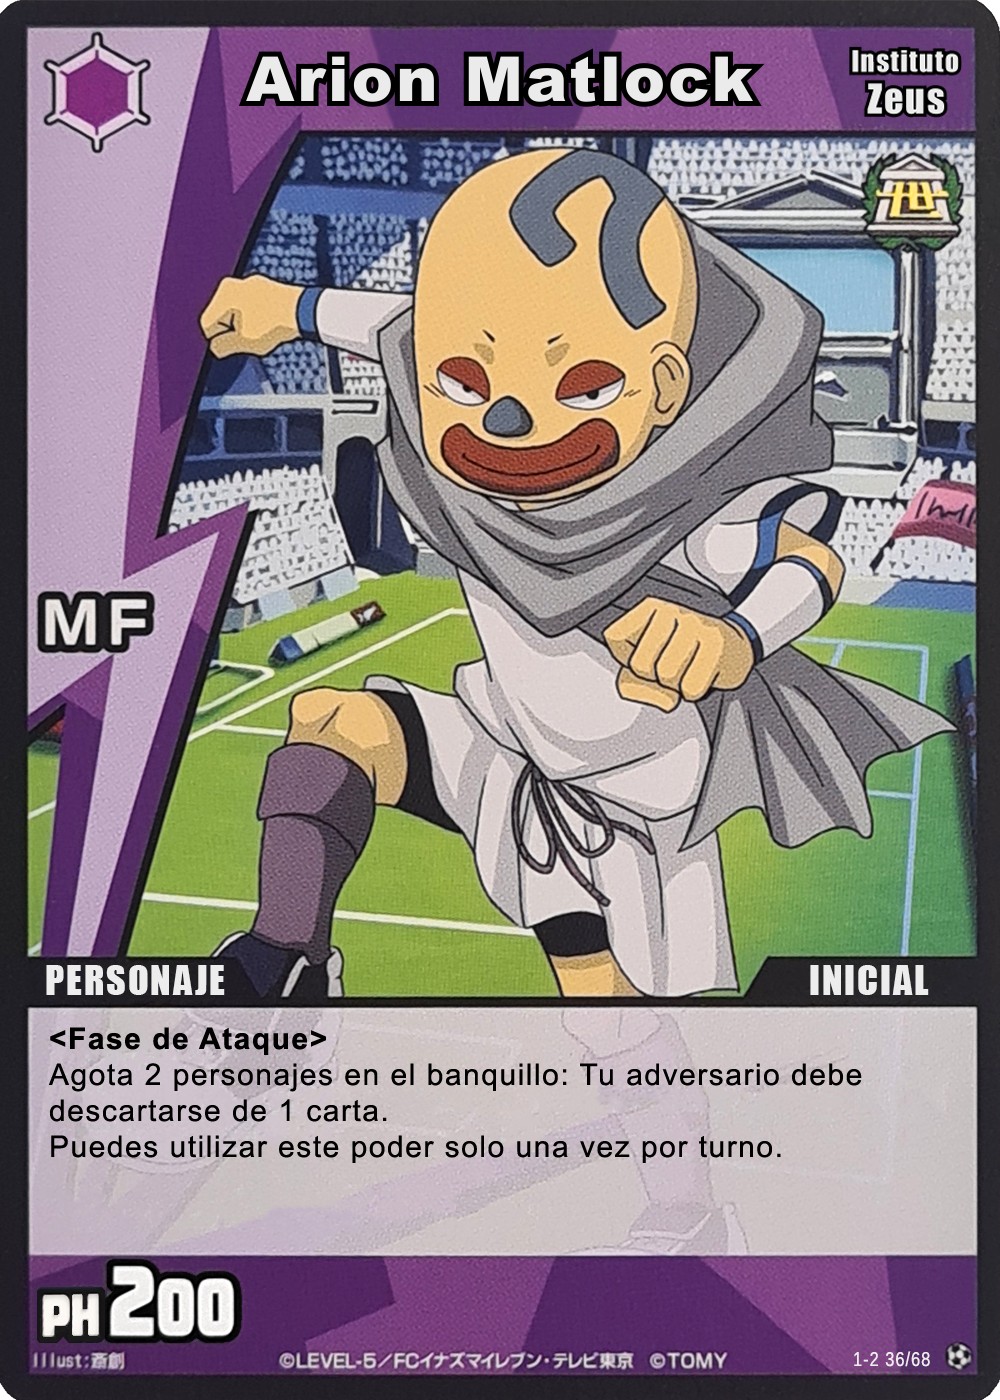 Arion Matlock
Instituto
Zeus
MF
PERSONAJE
INICIAL
<Fase de Ataque>
Agota 2 personajes en el banquillo: Tu adversario debe
descartarse de 1 carta.
Puedes utilizar este poder solo una vez por turno.
PH 200
Illust:斎創
©LEVEL-5/FCイナズマイレブン・テレビ東京 ©TOMY
1-2 36/68